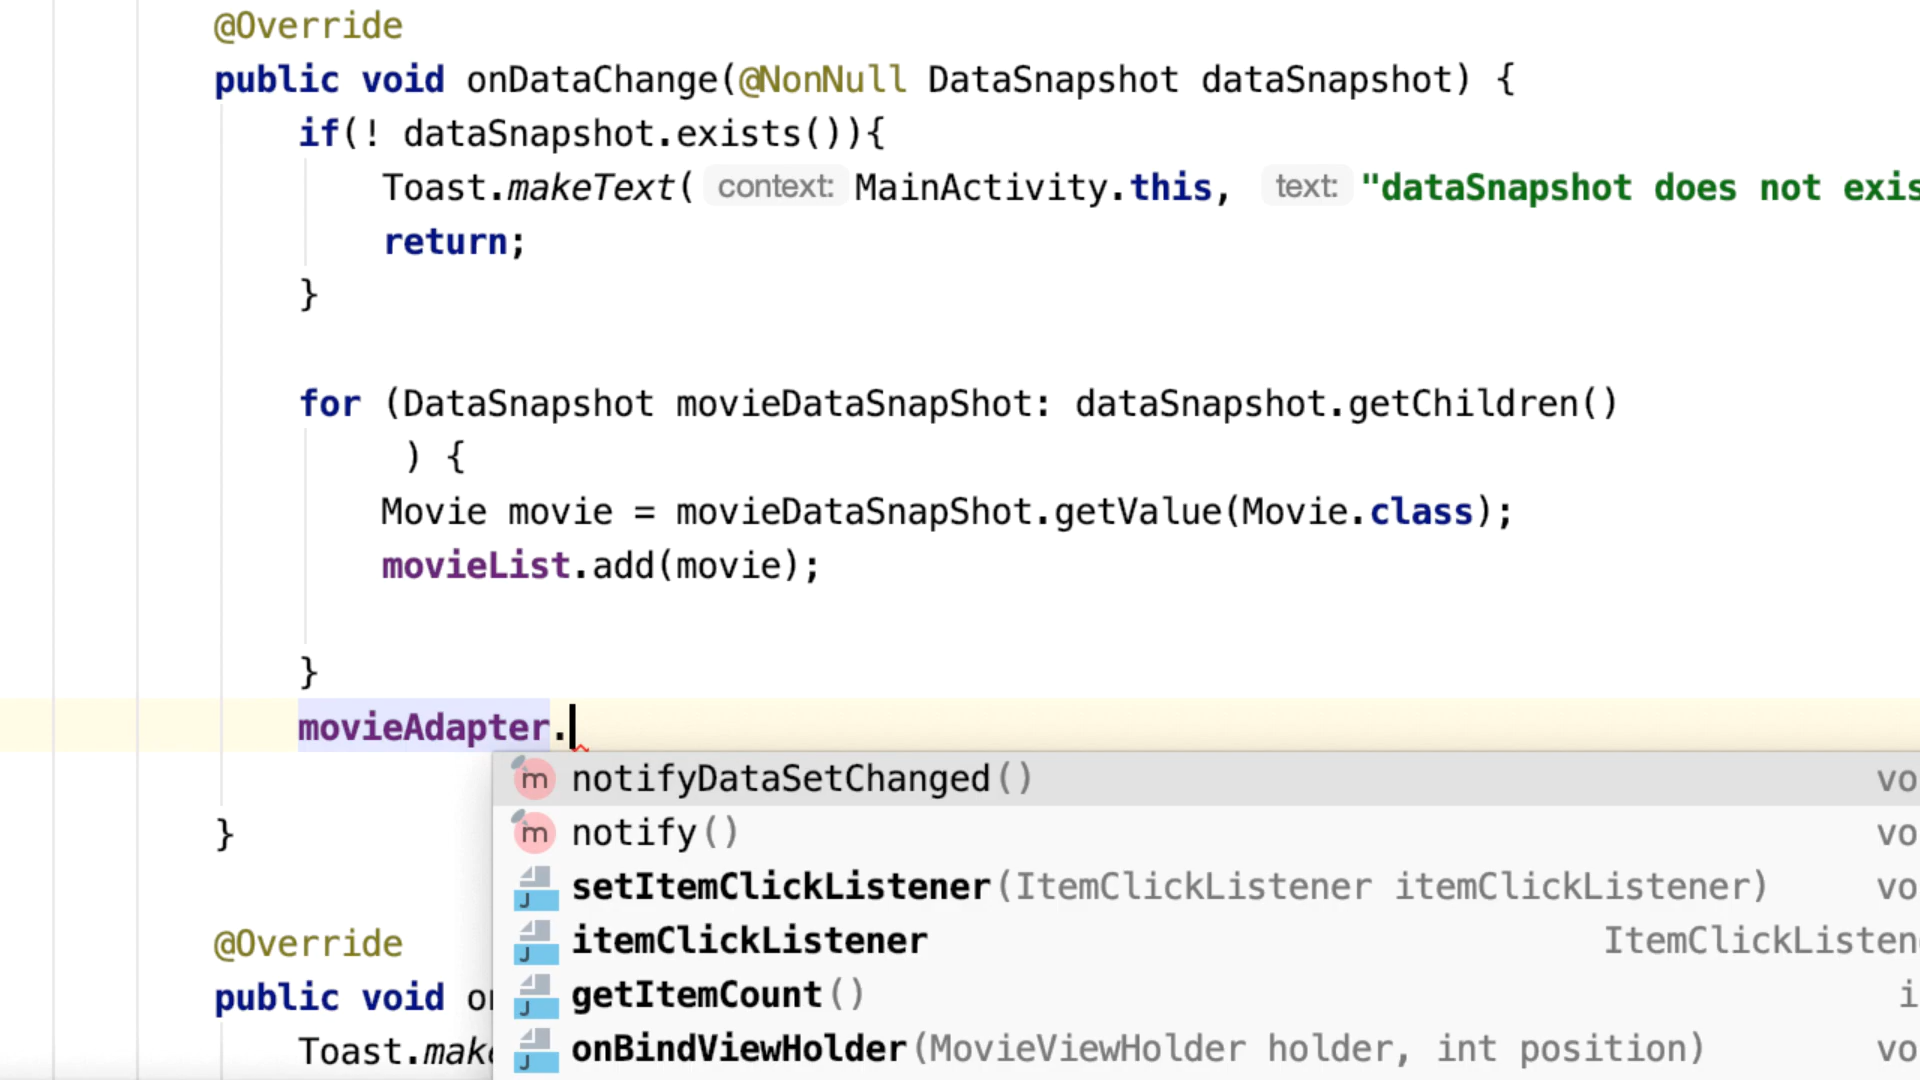 @Override
public void onDataChange(@NonNull DataSnapshot dataSnapshot) {
if(! dataSnapshot.exists()){
Toast.makeText( context: MainActivity.this, text: "dataSnapshot does not exis
return;
}
for (DataSnapshot movieDataSnapShot: dataSnapshot.getChildren()
) {
Movie movie = movieDataSnapShot.getValue(Movie.class);
movieList.add(movie);
}
movieAdapter.
m notifyDataSetChanged() vo
m notify() vo
}
J setItemClickListener(ItemClickListener itemClickListener) vo
@Override
J itemClickListener ItemClickListen
public void on
J getItemCount() i
Toast.make
J onBindViewHolder(MovieViewHolder holder, int position) vo